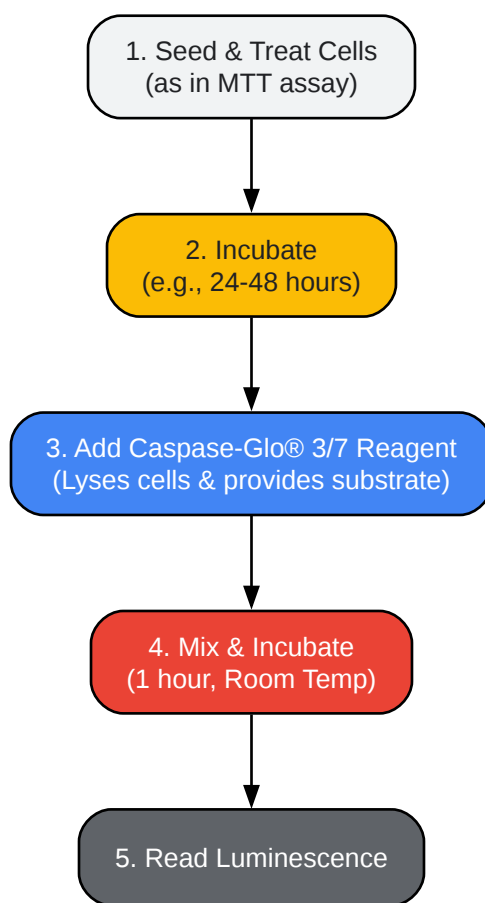 1. Seed & Treat Cells
(as in MTT assay)
2. Incubate
(e.g., 24-48 hours)
3. Add Caspase-Glo® 3/7 Reagent
(Lyses cells & provides substrate)
4. Mix & Incubate
(1 hour, Room Temp)
5. Read Luminescence